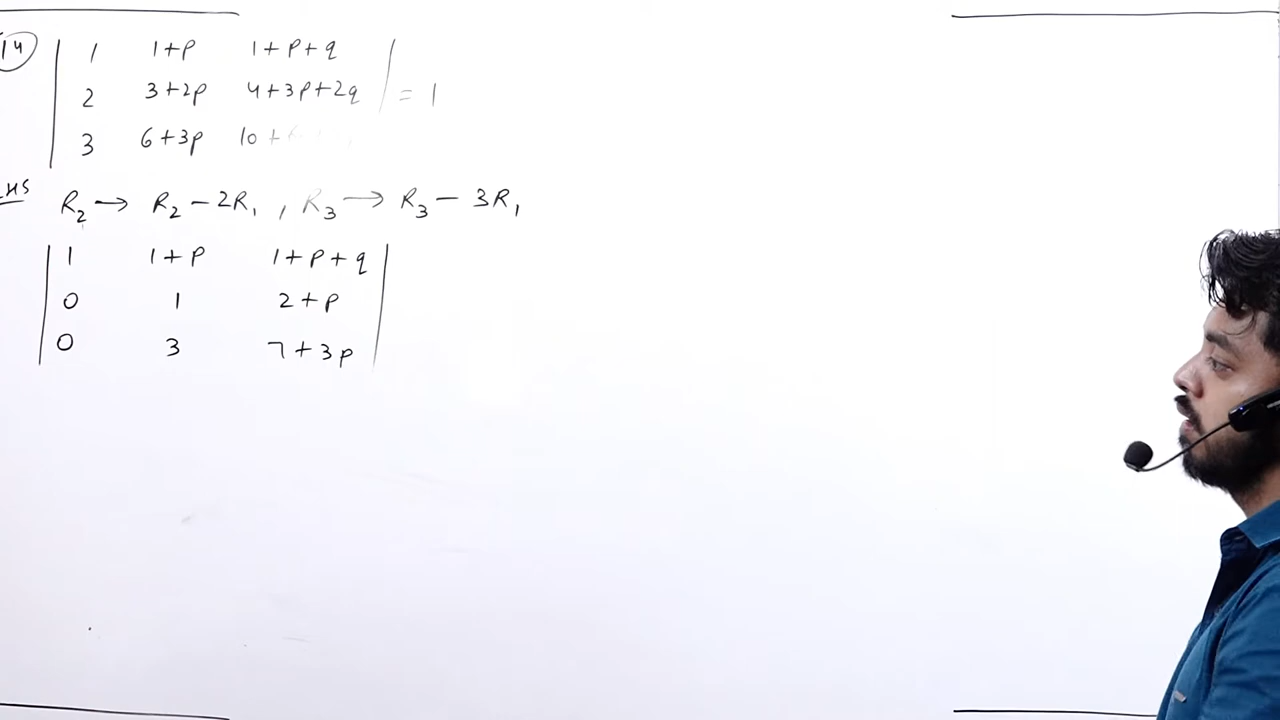 14 | 1 1+p 1+p+q |
| 2 3+2p 4+3p+2q | = 1
| 3 6+3p 10+6
LHS R₂ → R₂ - 2R₁ , R₃ → R₃ - 3R₁
| 1 1+p 1+p+q |
| 0 1 2+p |
| 0 3 7+3p |